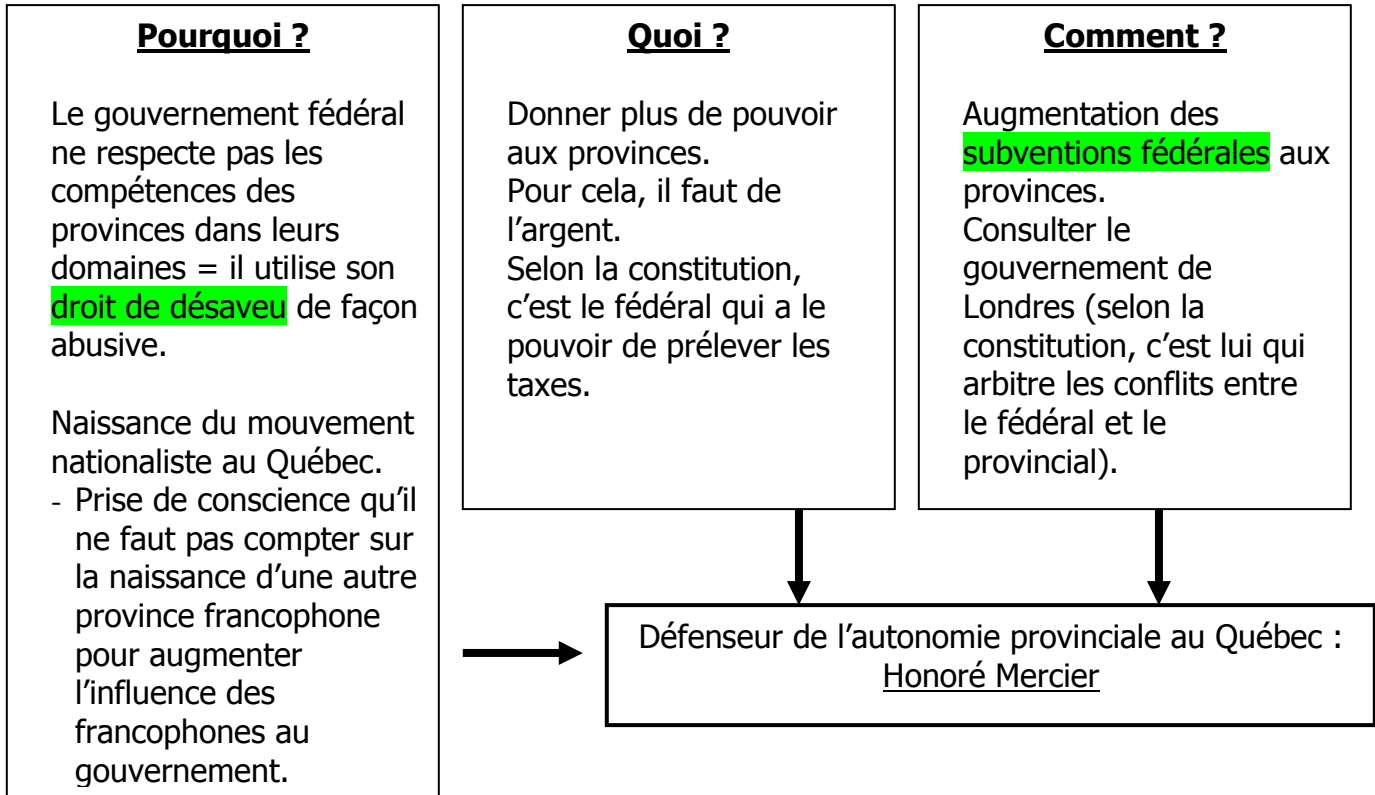 Pourquoi ?
Le gouvernement fédéral
ne respecte pas les
compétences des
provinces dans leurs
domaines = il utilise son
droit de désaveu de façon
abusive.
Naissance du mouvement
nationaliste au Québec.
- Prise de conscience qu’il
ne faut pas compter sur
la naissance d’une autre
province francophone
pour augmenter
l’influence des
francophones au
gouvernement.
Quoi ?
Donner plus de pouvoir
aux provinces.
Pour cela, il faut de
l’argent.
Selon la constitution,
c’est le fédéral qui a le
pouvoir de prélever les
taxes.
Comment ?
Augmentation des
subventions fédérales aux
provinces.
Consulter le
gouvernement de
Londres (selon la
constitution, c’est lui qui
arbitre les conflits entre
le fédéral et le
provincial).
Défenseur de l’autonomie provinciale au Québec :
Honoré Mercier